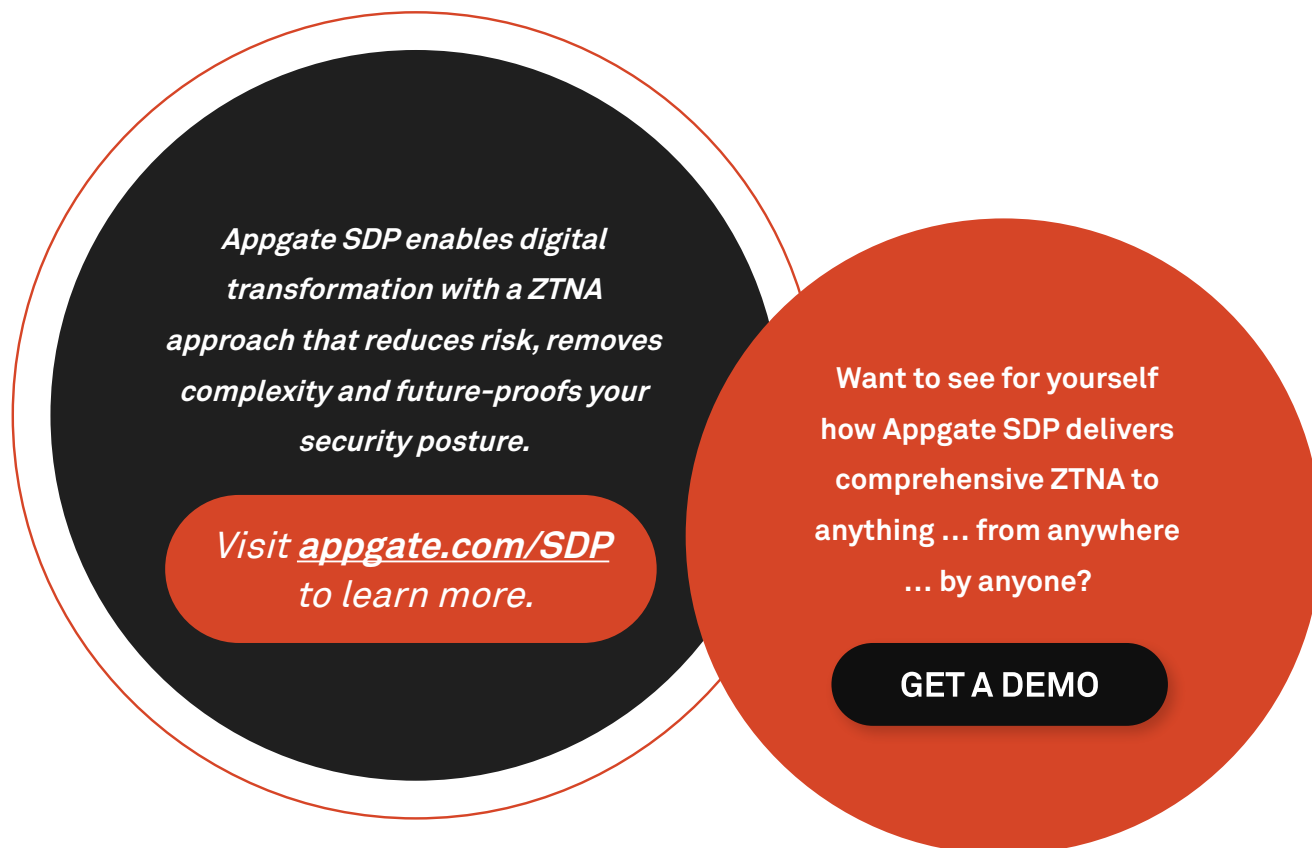 Appgate SDP enables digital
transformation with a ZTNA
approach that reduces risk, removes
complexity and future-proofs your
security posture.
Visit appgate.com/SDP
to learn more.
Want to see for yourself
how Appgate SDP delivers
comprehensive ZTNA to
anything ... from anywhere
... by anyone?
GET A DEMO